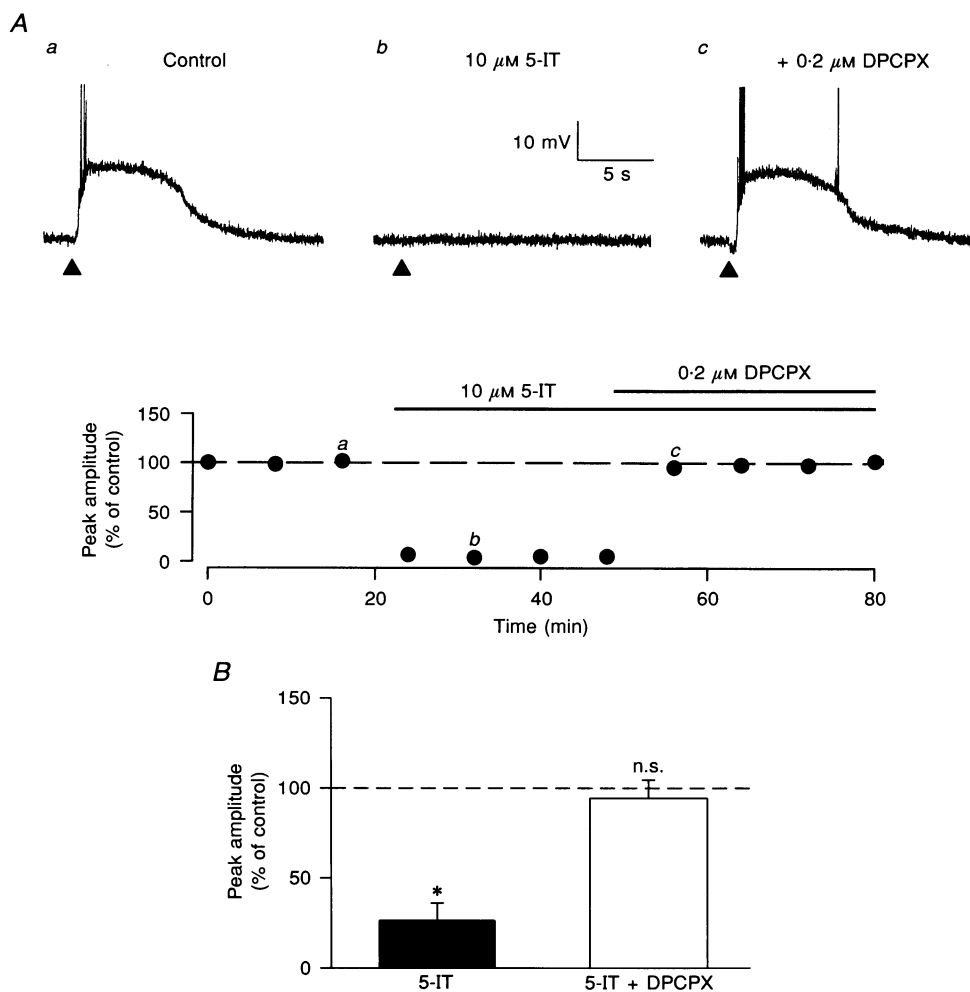 A
a
Control
b
10 μM 5-IT
c
+ 0·2 μM DPCPX
10 mV
5 s
0·2 μM DPCPX
10 μM 5-IT
Peak amplitude
(% of control)
150
100
50
0
a
b
c
0
20
40
60
80
Time (min)
B
Peak amplitude
(% of control)
150
100
50
0
*
n.s.
5-IT
5-IT + DPCPX